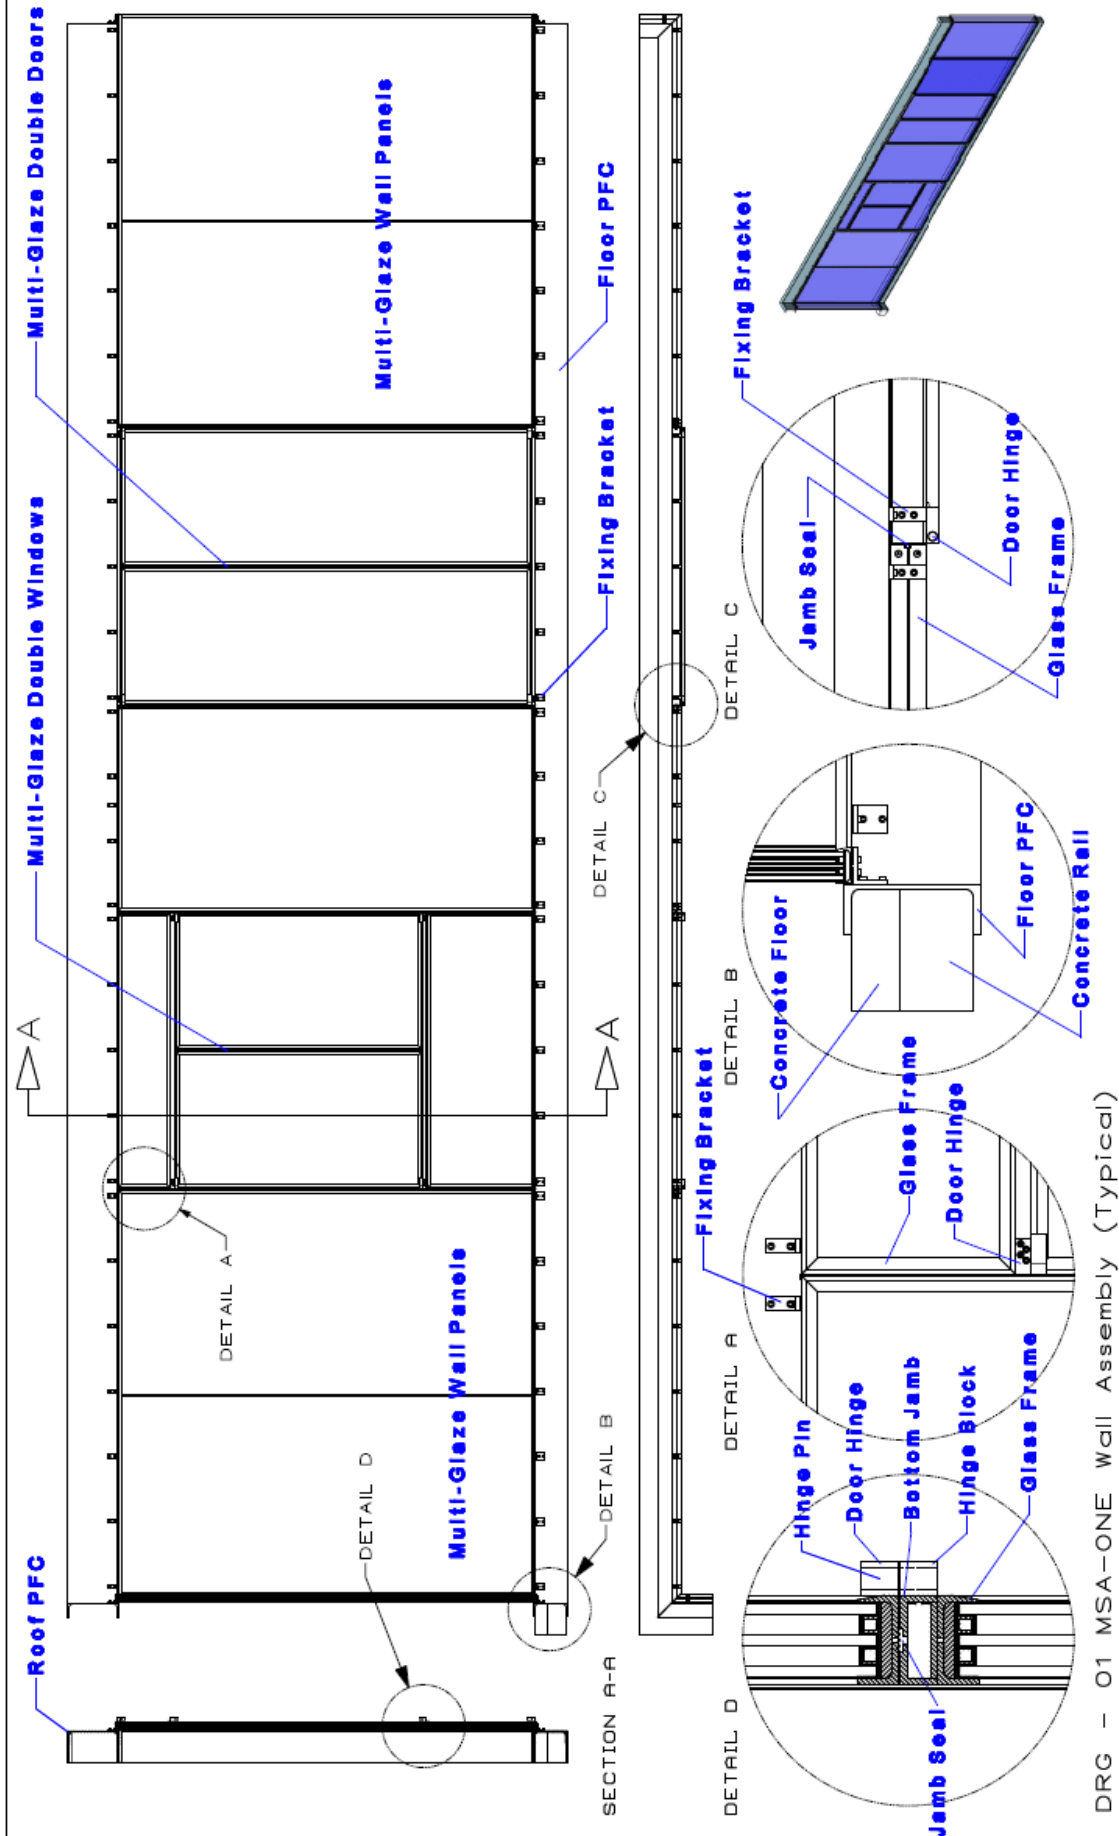 Roof PFC
Multi-Glaze Double Windows
Multi-Glaze Double Doors
A
Multi-Glaze Wall Panels
Multi-Glaze Wall Panels
DETAIL D
DETAIL A
A
DETAIL B
Fixing Bracket
Floor PFC
SECTION A-A
DETAIL C
DETAIL D
Hinge Pin
Door Hinge
Bottom Jamb
Hinge Block
Glass Frame
Jamb Seal
DETAIL A
Fixing Bracket
Glass Frame
Door Hinge
DETAIL B
Concrete Floor
Floor PFC
Concrete Rail
DETAIL C
Fixing Bracket
Jamb Seal
Door Hinge
Glass Frame
DRG - 01 MSA-ONE Wall Assembly (Typical)